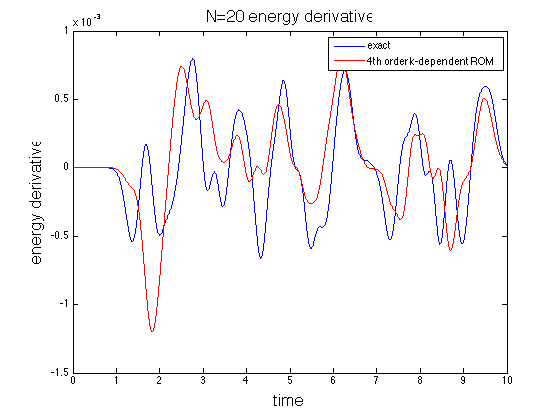 N=20 energy derivative
x 10^-3
exact
4th order k-dependent ROM
1
0.5
0
-0.5
-1
-1.5
energy derivative
0
1
2
3
4
5
6
7
8
9
10
time